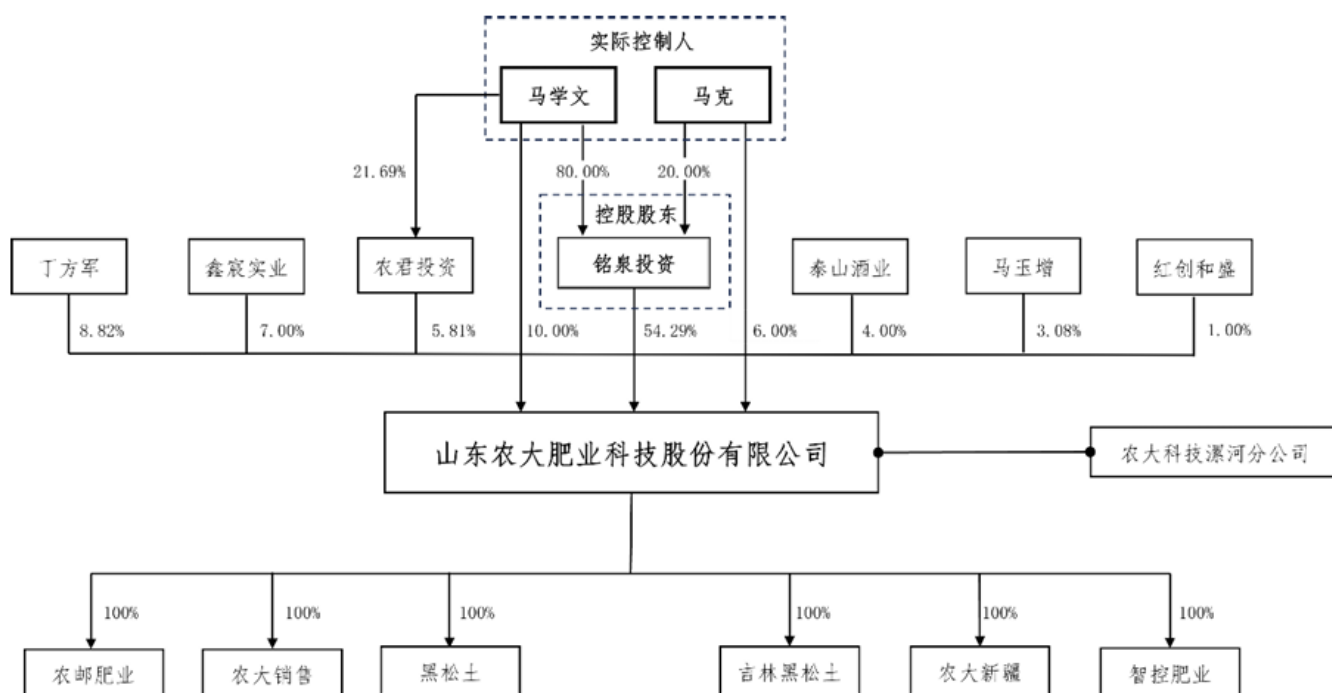 实际控制人
马学文
马克
21.69%
80.00%
20.00%
控股股东
丁方军
鑫宸实业
农君投资
铭泉投资
泰山酒业
马玉增
红创和盛
8.82%
7.00%
5.81%
10.00%
54.29%
6.00%
4.00%
3.08%
1.00%
山东农大肥业科技股份有限公司
农大科技漯河分公司
100%
100%
100%
100%
100%
100%
农邮肥业
农大销售
黑松土
吉林黑松土
农大新疆
智控肥业